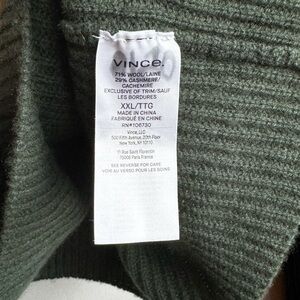 VINCE.
71% WOOL/LAINE
29% CASHMERE/
CACHEMIRE
EXCLUSIVE OF TRIM/SAUF
LES BORDURES
XXL/TTG
MADE IN CHINA
FABRIQUÉ EN CHINE
RN#106730
Vince, LLC
500 Fifth Avenue, 20th Floor
New York, NY 10110
11 Rue Saint Florentin
75008 Paris France
SEE REVERSE FOR CARE
VOIR AU VERSO POUR LES SOINS